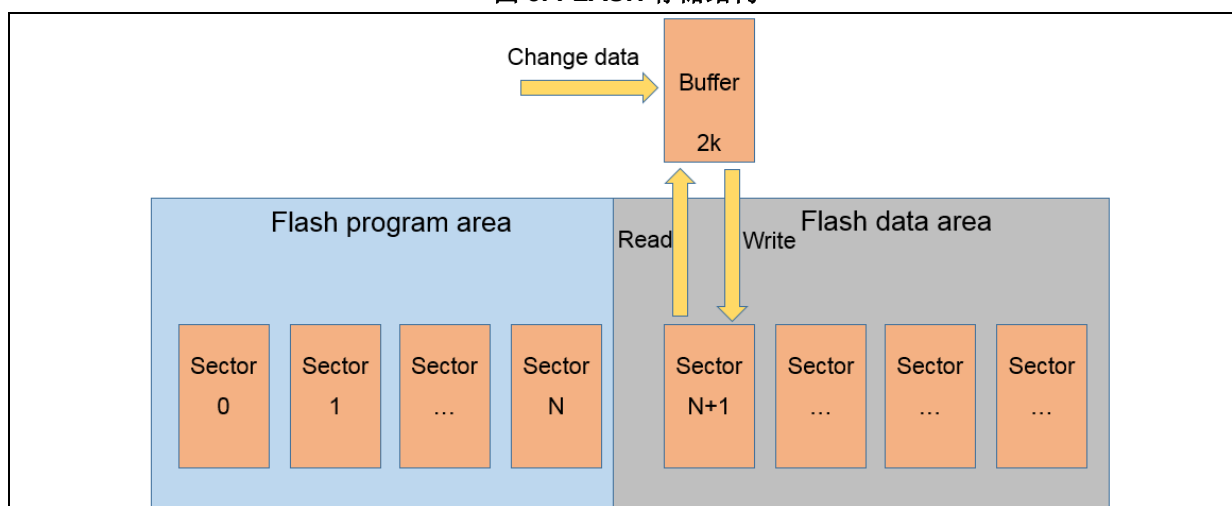 Change data
Buffer
2k
Flash program area
Flash data area
Read
Write
Sector
0
Sector
1
Sector
…
Sector
N
Sector
N+1
Sector
…
Sector
…
Sector
…